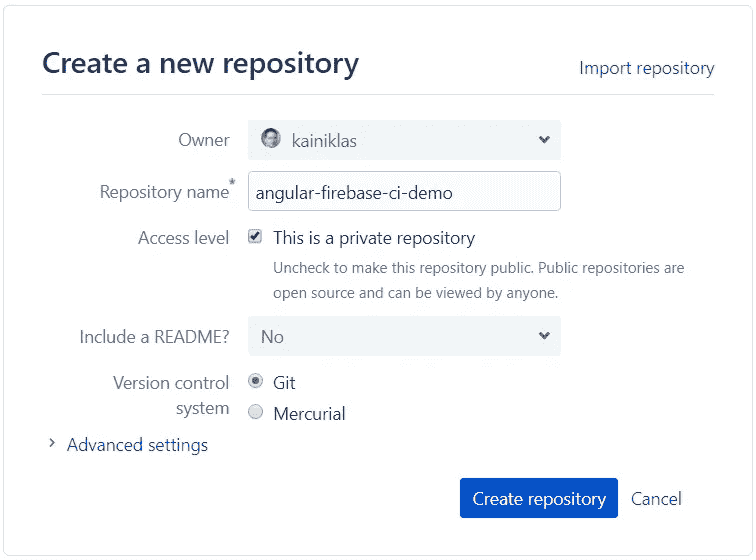 Create a new repository
Import repository
Owner
kainiklas
Repository name*
angular-firebase-ci-demo
Access level
This is a private repository
Uncheck to make this repository public. Public repositories are
open source and can be viewed by anyone.
Include a README?
No
Version control
system
Git
Mercurial
Advanced settings
Create repository
Cancel